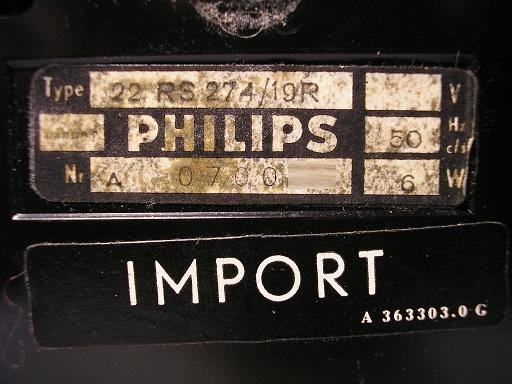 Type 22 RS 274/19R V
PHILIPS 50 Hz c/s
Nr A 0700 6 W
IMPORT
A 363303.0 G